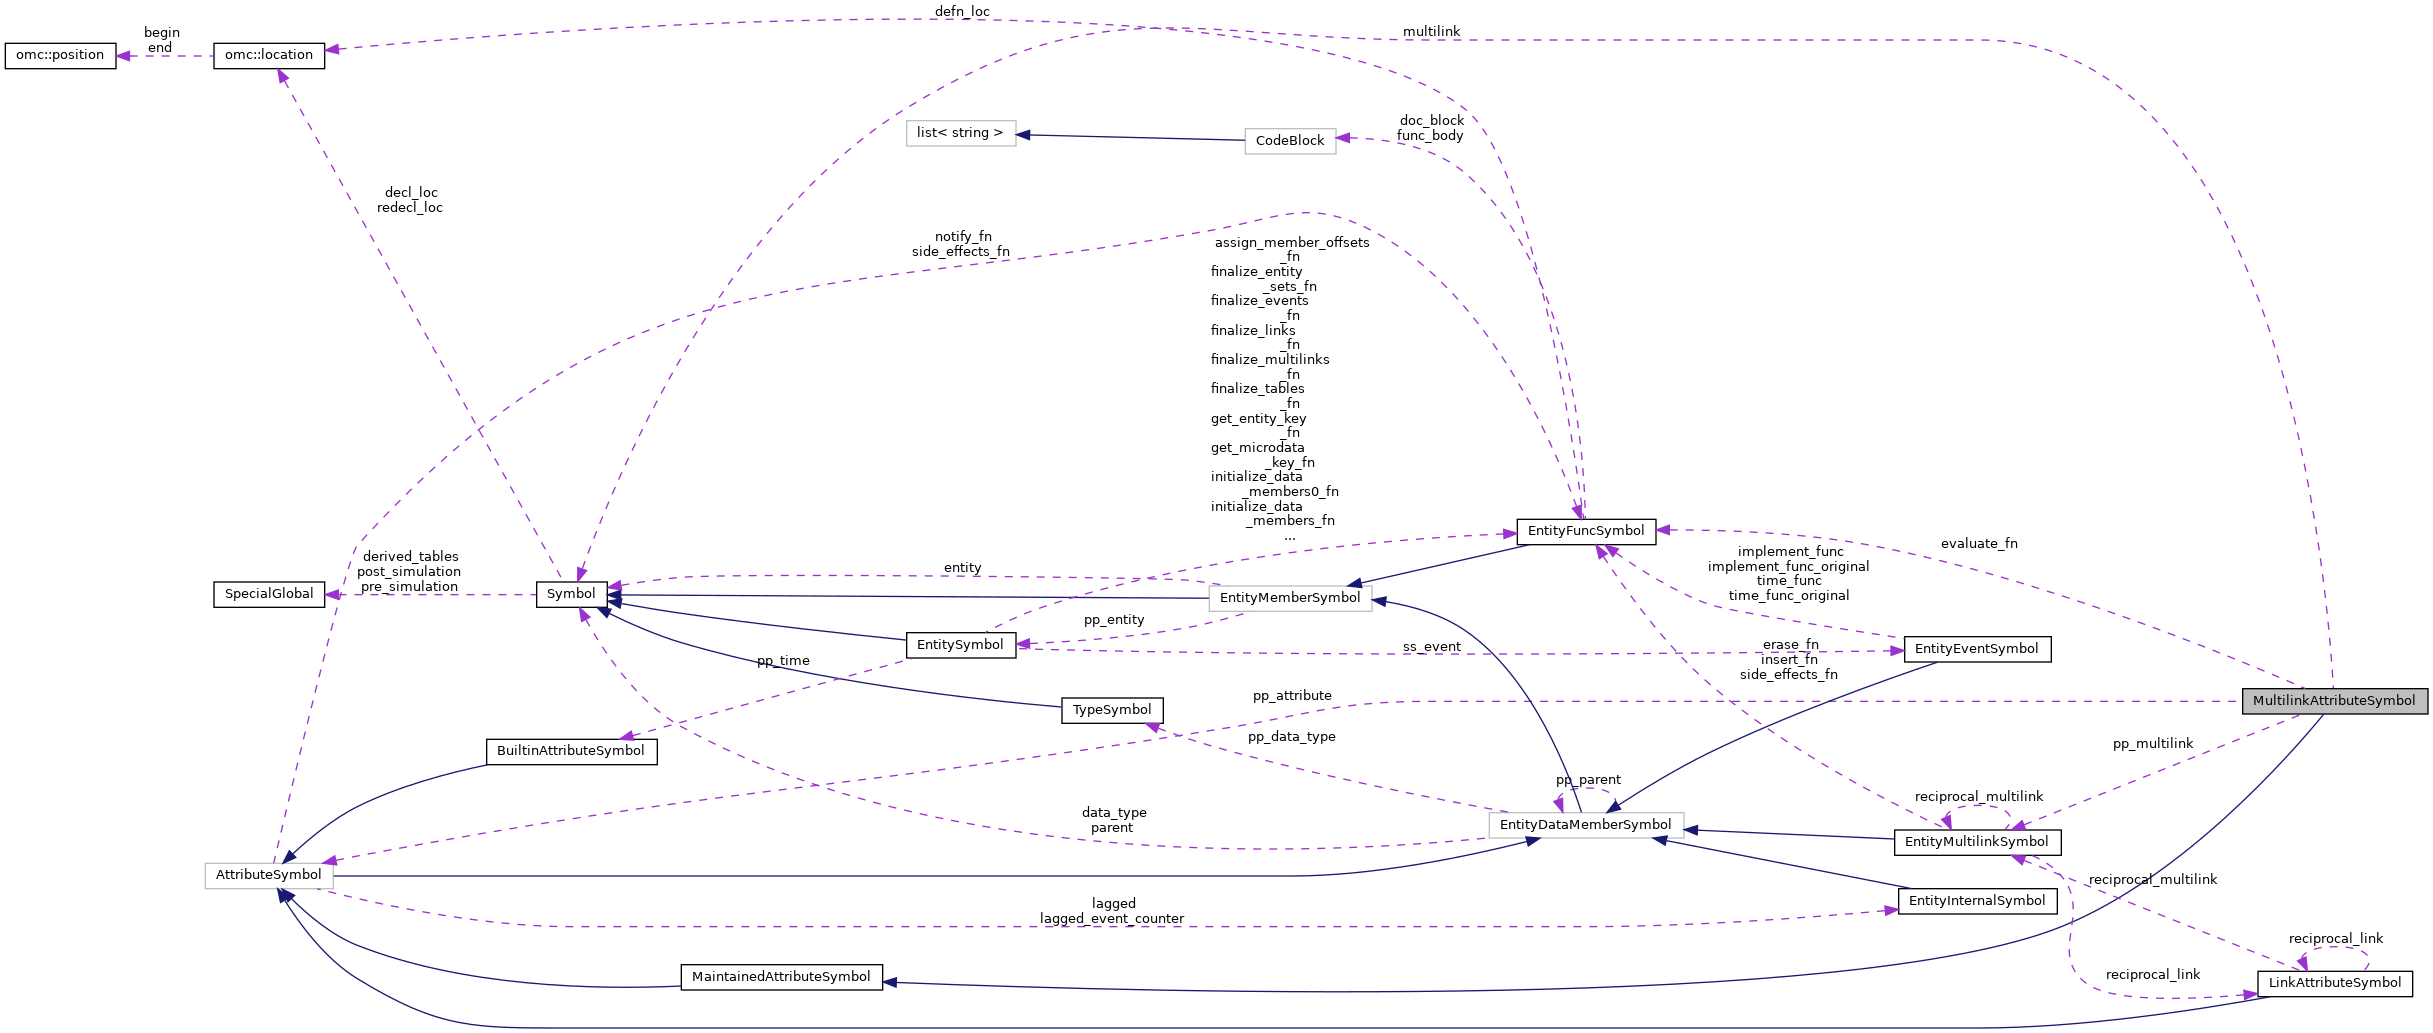 defn_loc
multilink
begin
end
omc::position
omc::location
doc_block
func_body
list< string >
CodeBlock
decl_loc
redecl_loc
notify_fn
side_effects_fn
assign_member_offsets
_fn
finalize_entity
_sets_fn
finalize_events
_fn
finalize_links
_fn
finalize_multilinks
_fn
finalize_tables
_fn
get_entity_key
_fn
get_microdata
_key_fn
initialize_data
_members0_fn
initialize_data
_members_fn
...
EntityFuncSymbol
evaluate_fn
implement_func
implement_func_original
time_func
time_func_original
derived_tables
post_simulation
pre_simulation
entity
SpecialGlobal
Symbol
EntityMemberSymbol
pp_entity
EntitySymbol
ss_event
EntityEventSymbol
erase_fn
insert_fn
side_effects_fn
pp_time
pp_attribute
MultilinkAttributeSymbol
TypeSymbol
pp_data_type
pp_multilink
BuiltinAttributeSymbol
pp_parent
reciprocal_multilink
data_type
parent
EntityDataMemberSymbol
EntityMultilinkSymbol
AttributeSymbol
reciprocal_multilink
lagged
lagged_event_counter
EntityInternalSymbol
reciprocal_link
MaintainedAttributeSymbol
reciprocal_link
LinkAttributeSymbol